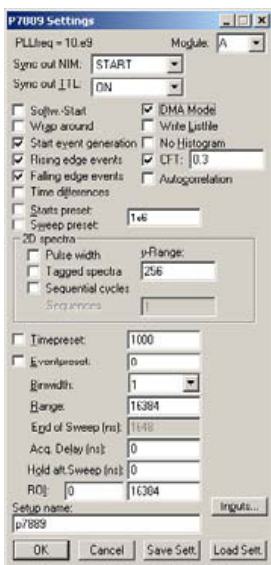 P7889 Settings
PLLfreq = 10.e9 Module: A
Sync out NIM: START
Sync out TTL: ON
Softw.-Start DMA Mode
Wrap around Write Listfile
Start event generation No Histogram
Rising edge events CFT: 0.3
Falling edge events Autocorrelation
Time differences
Starts preset:
Sweep preset: 1e6
2D spectra
Pulse width y-Range:
Tagged spectra 256
Sequential cycles
Sequences 1
Timepreset: 1000
Eventpreset: 0
Binwidth: 1
Range: 16384
End of Sweep (ns): 1648
Acq. Delay (ns): 0
Hold aft.Sweep (ns): 0
ROI: 0 16384
Setup name: Inputs...
p7889
OK Cancel Save Sett. Load Sett.